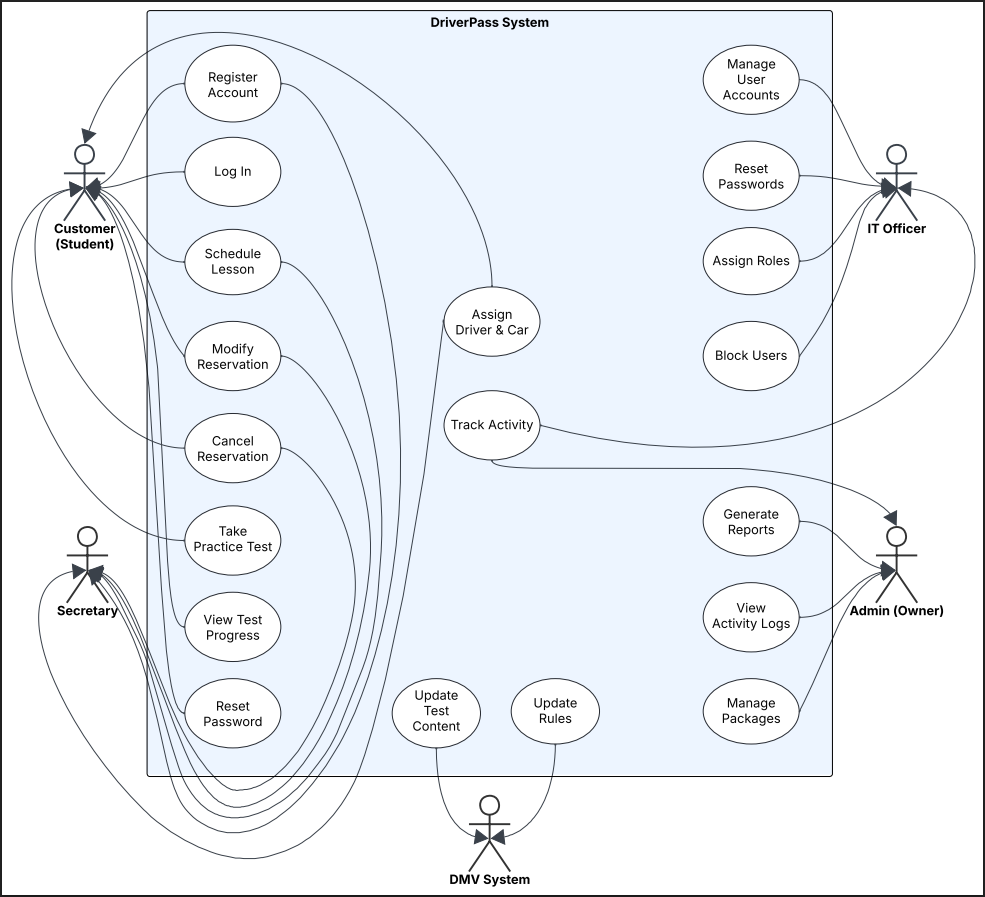 DriverPass System
Register
Account
Log In
Schedule
Lesson
Modify
Reservation
Cancel
Reservation
Take
Practice Test
View Test
Progress
Reset
Password
Customer
(Student)
Secretary
Assign
Driver & Car
Track Activity
Update
Test
Content
Update
Rules
DMV System
Manage
User
Accounts
Reset
Passwords
Assign Roles
Block Users
IT Officer
Generate
Reports
View
Activity Logs
Manage
Packages
Admin (Owner)